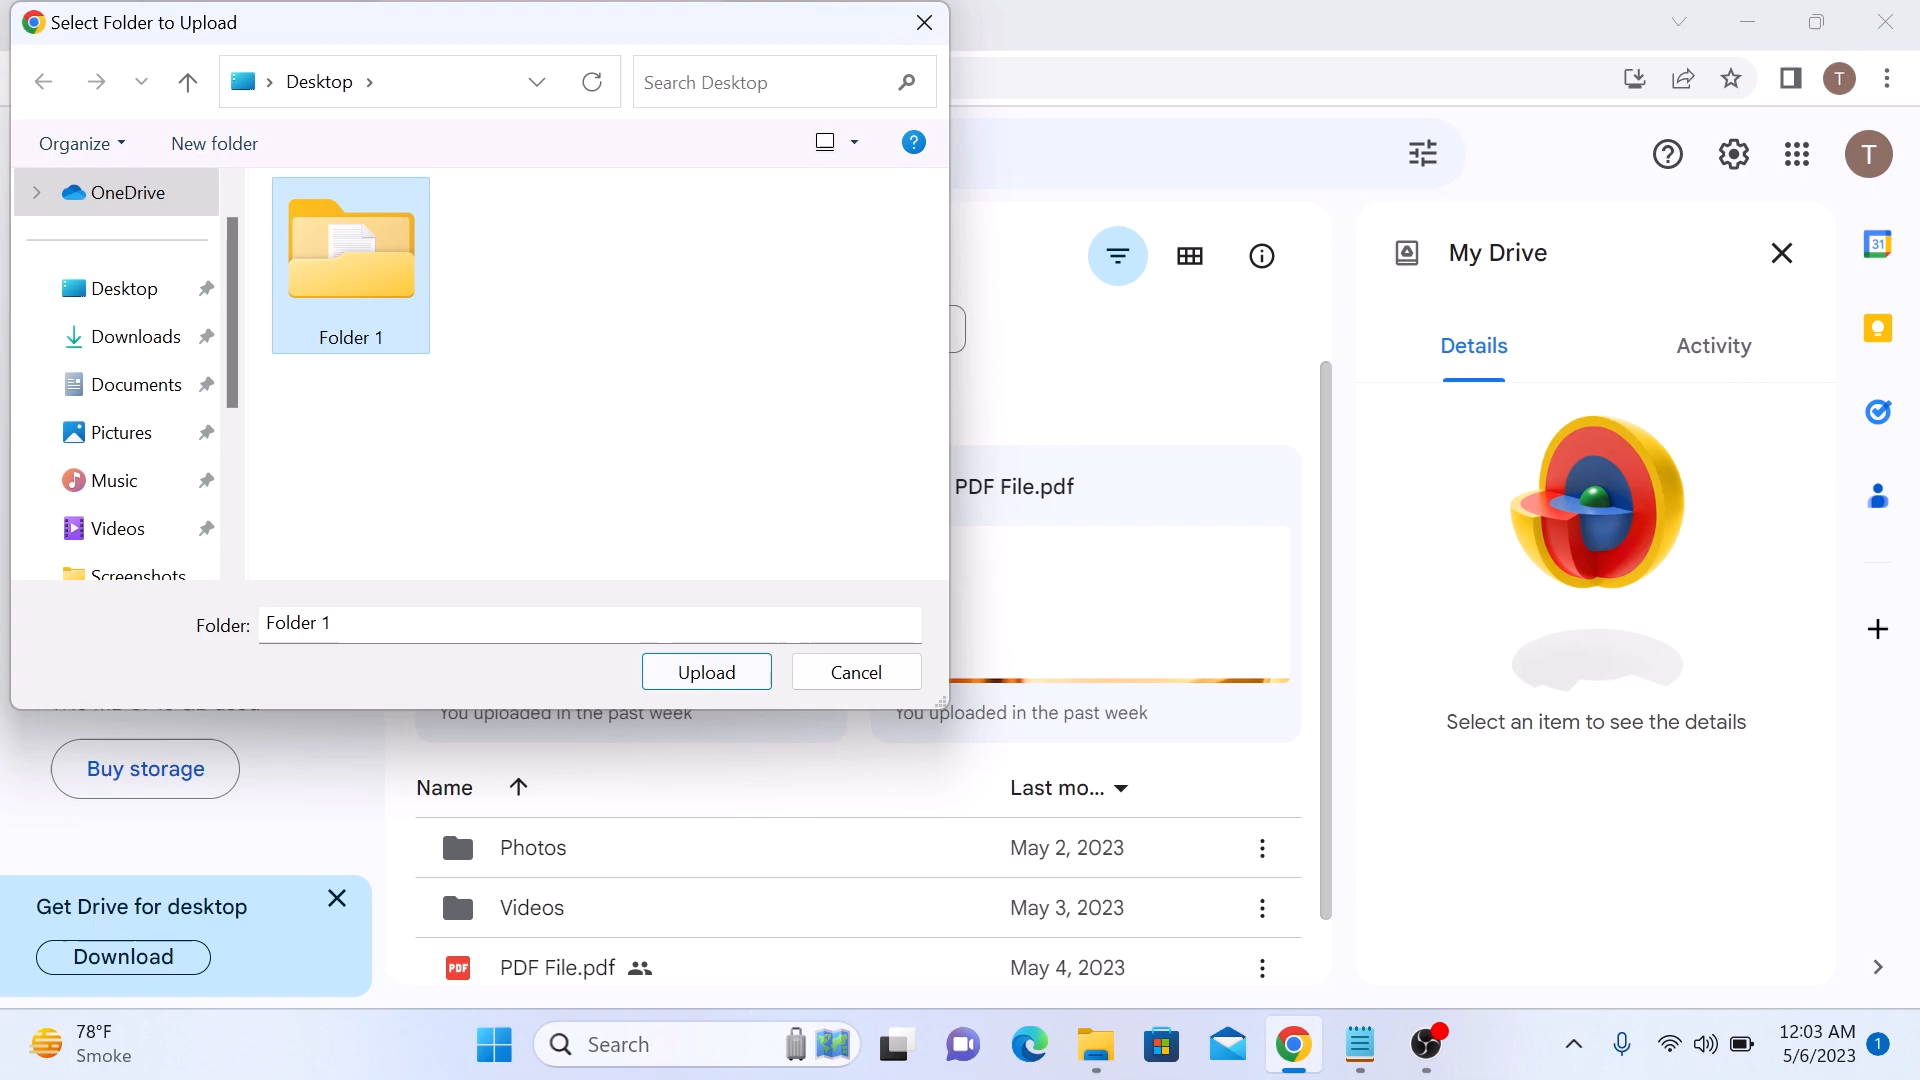 Select Folder to Upload
Desktop
Search Desktop
Organize
New folder
?
OneDrive
Desktop
Downloads
Documents
Pictures
Music
Videos
Screenshots
Folder 1
Folder: Folder 1
Upload
Cancel
T
T
31
My Drive
Details
Activity
Select an item to see the details
PDF File.pdf
You uploaded in the past week
You uploaded in the past week
Buy storage
Get Drive for desktop
Download
Name
Last mo...
Photos
May 2, 2023
Videos
May 3, 2023
PDF
PDF File.pdf
May 4, 2023
78°F
Smoke
Search
12:03 AM
5/6/2023
1